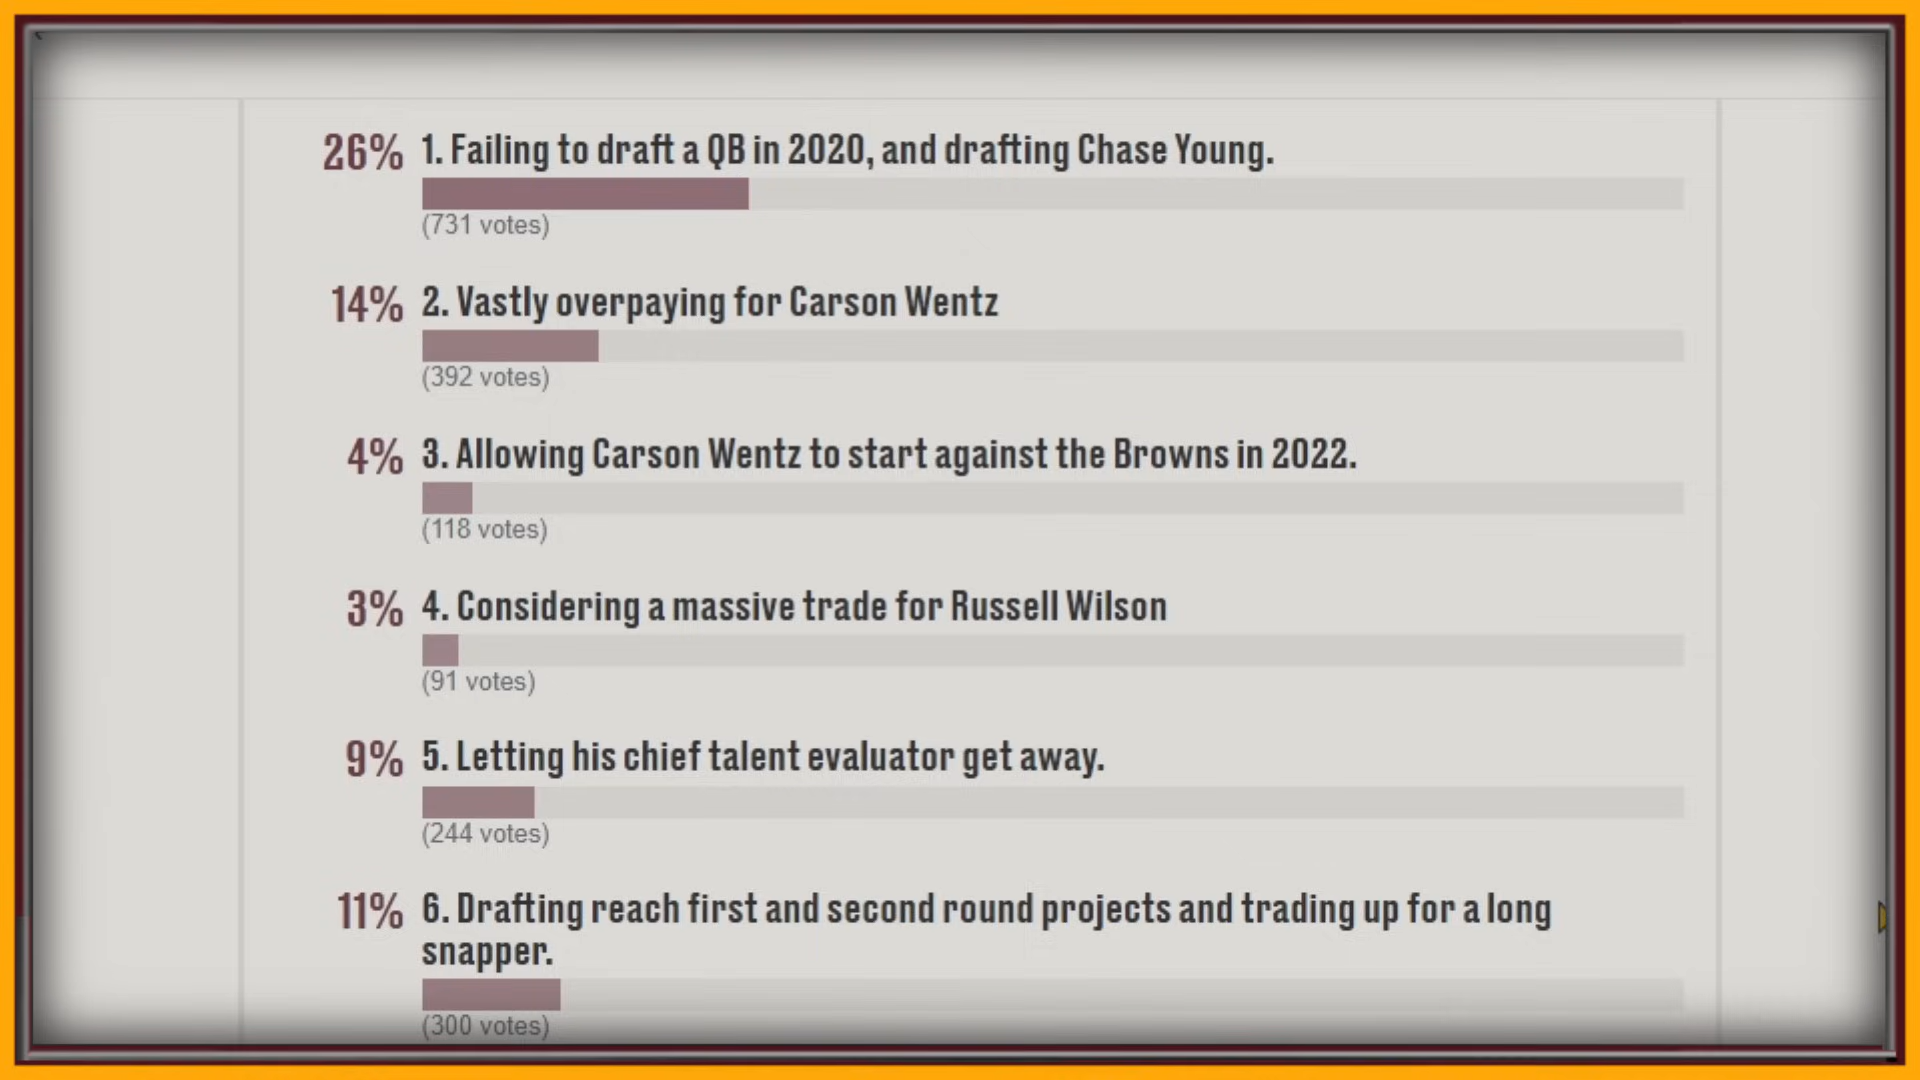 26% 1. Failing to draft a QB in 2020, and drafting Chase Young.
(731 votes)
14% 2. Vastly overpaying for Carson Wentz
(392 votes)
4% 3. Allowing Carson Wentz to start against the Browns in 2022.
(118 votes)
3% 4. Considering a massive trade for Russell Wilson
(91 votes)
9% 5. Letting his chief talent evaluator get away.
(244 votes)
11% 6. Drafting reach first and second round projects and trading up for a long
snapper.
(300 votes)